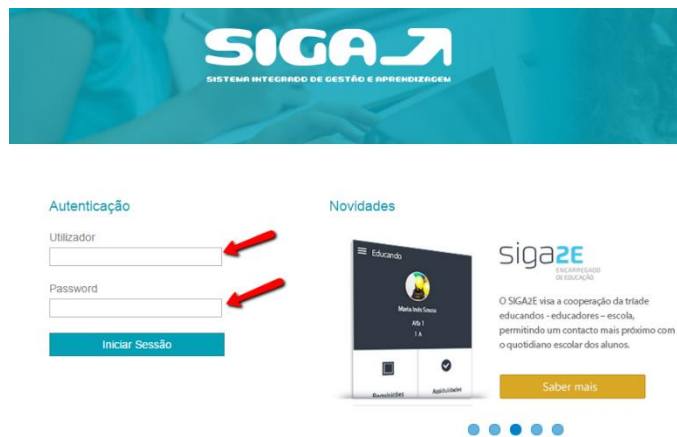 SIGA
SISTEMA INTEGRADO DE GESTÃO E APRENDIZAGEM
Autenticação
Utilizador
Password
Iniciar Sessão
Novidades
Educando
Maria Inês Sousa
Alfa 1
1 A
Requisições
Assiduidades
siga2E
ENCARREGADO
DE EDUCAÇÃO
O SIGA2E visa a cooperação da tríade
educandos - educadores – escola,
permitindo um contacto mais próximo com
o quotidiano escolar dos alunos.
Saber mais